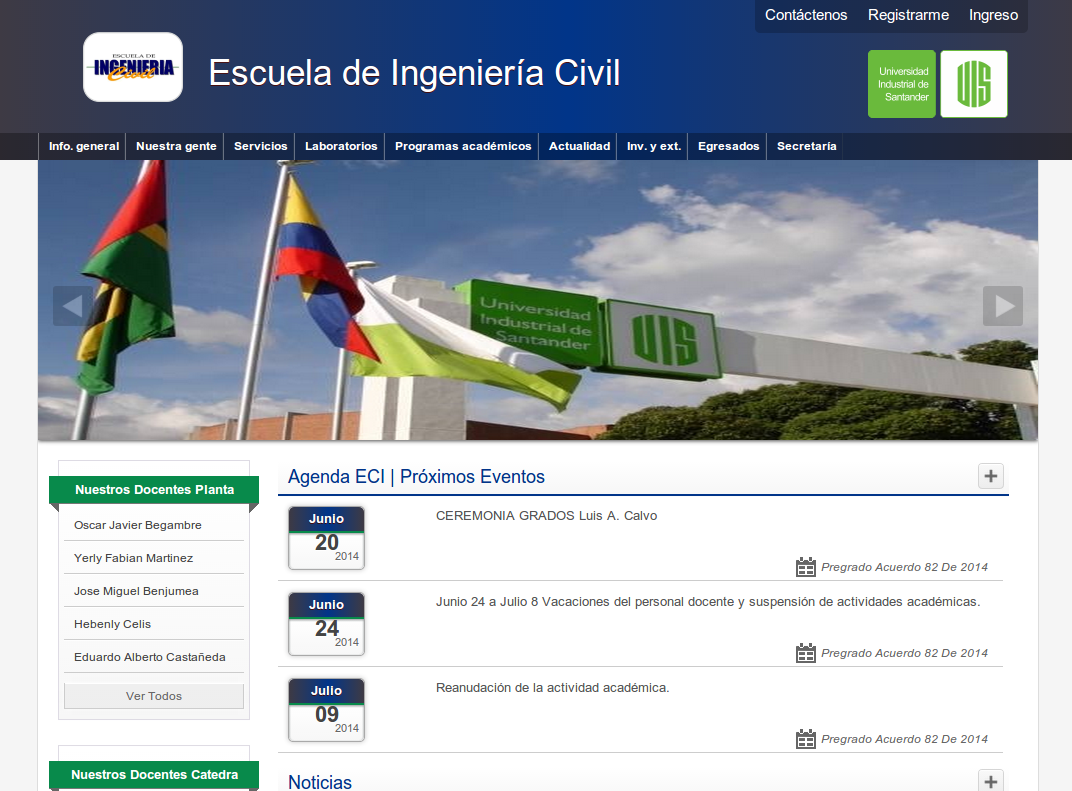 Contáctenos Registrarme Ingreso
ESCUELA DE
INGENIERIA
Civil
Escuela de Ingeniería Civil
Universidad
Industrial de
Santander
UIS
Info. general Nuestra gente Servicios Laboratorios Programas académicos Actualidad Inv. y ext. Egresados Secretaría
Universidad
Industrial de
Santander
UIS
Nuestros Docentes Planta
Oscar Javier Begambre
Yerly Fabian Martinez
Jose Miguel Benjumea
Hebenly Celis
Eduardo Alberto Castañeda
Ver Todos
Nuestros Docentes Catedra
Agenda ECI | Próximos Eventos
Junio
20
2014
CEREMONIA GRADOS Luis A. Calvo
Pregrado Acuerdo 82 De 2014
Junio
24
2014
Junio 24 a Julio 8 Vacaciones del personal docente y suspensión de actividades académicas.
Pregrado Acuerdo 82 De 2014
Julio
09
2014
Reanudación de la actividad académica.
Pregrado Acuerdo 82 De 2014
Noticias